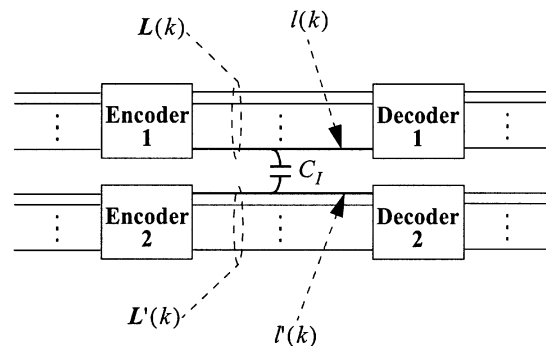 L(k) l(k)
Encoder 1
Decoder 1
C_I
Encoder 2
Decoder 2
L'(k) l'(k)